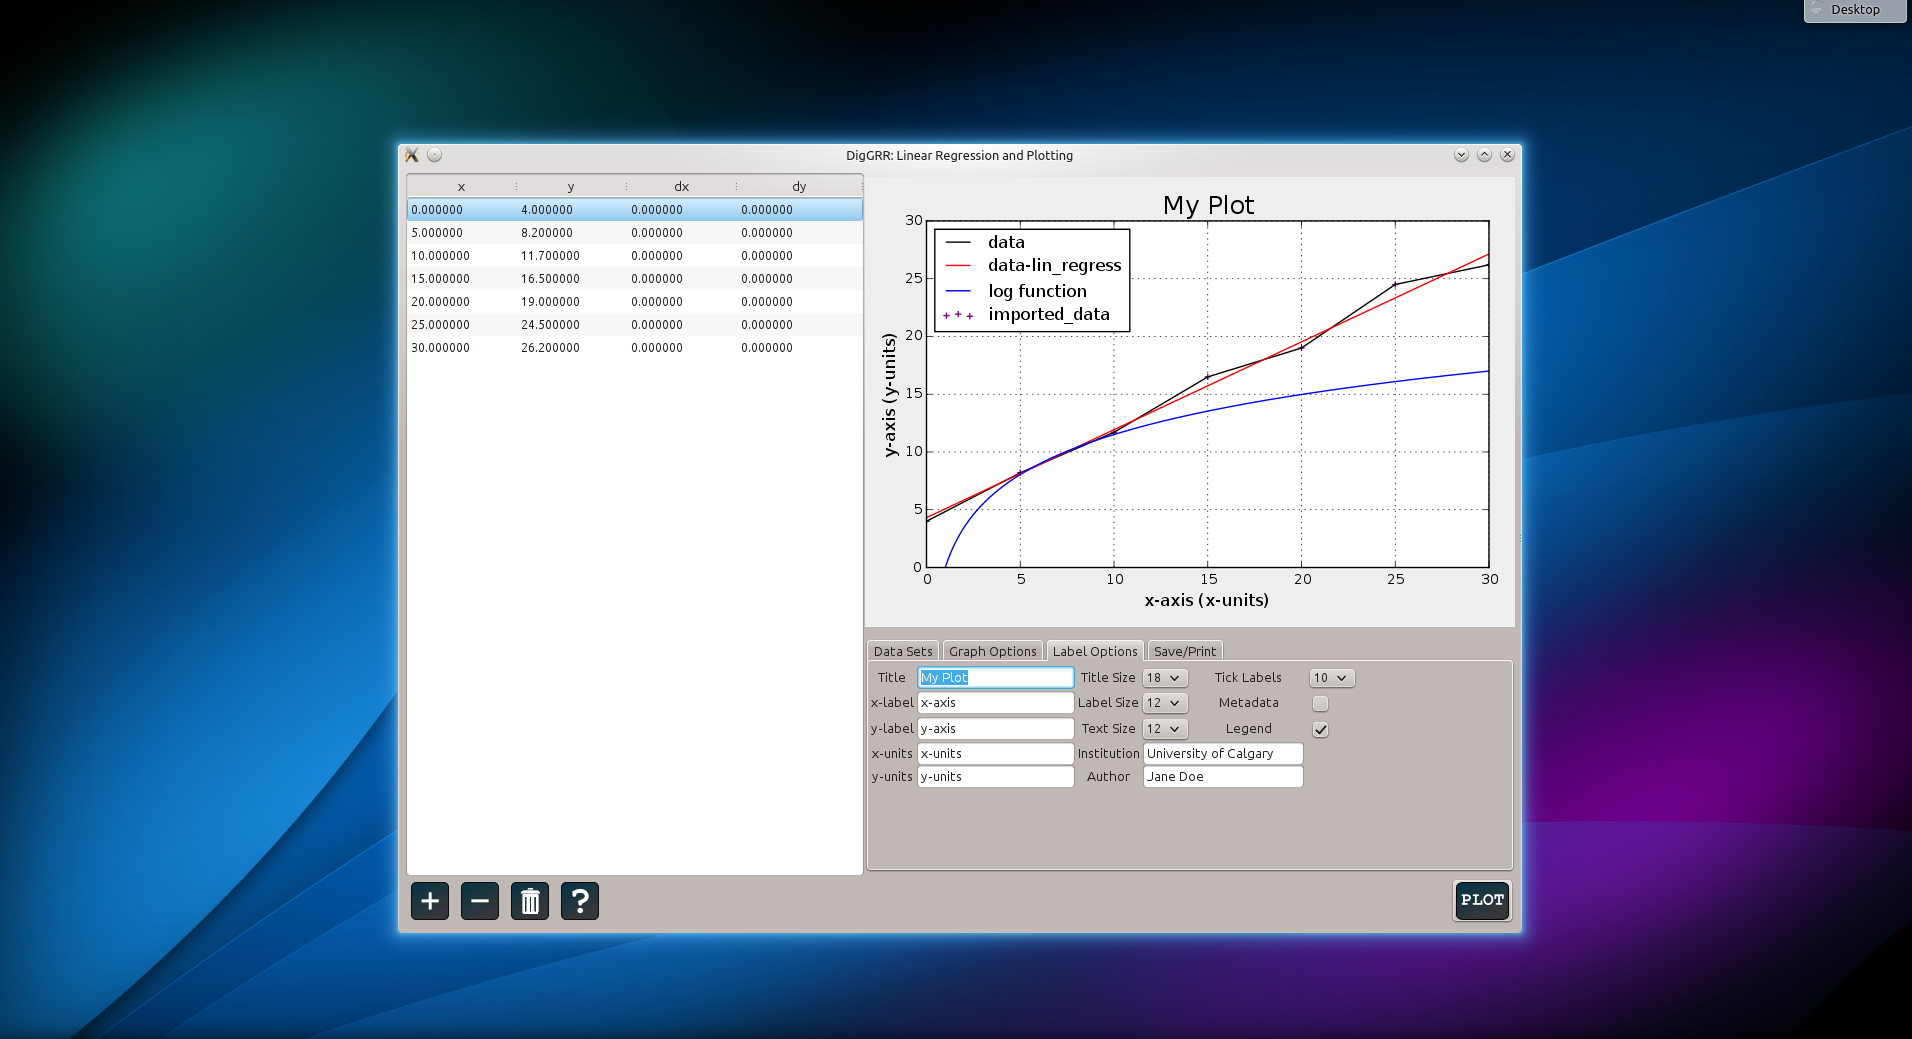 Desktop
DigGRR: Linear Regression and Plotting
x y dx dy
0.000000 4.000000 0.000000 0.000000
5.000000 8.200000 0.000000 0.000000
10.000000 11.700000 0.000000 0.000000
15.000000 16.500000 0.000000 0.000000
20.000000 19.000000 0.000000 0.000000
25.000000 24.500000 0.000000 0.000000
30.000000 26.200000 0.000000 0.000000
My Plot
30
25
20
15
10
5
0
y-axis (y-units)
data
data-lin_regress
log function
imported_data
0 5 10 15 20 25 30
x-axis (x-units)
Data Sets Graph Options Label Options Save/Print
Title My Plot Title Size 18 Tick Labels 10
x-label x-axis Label Size 12 Metadata
y-label y-axis Text Size 12 Legend
x-units x-units Institution University of Calgary
y-units y-units Author Jane Doe
+ − ? PLOT